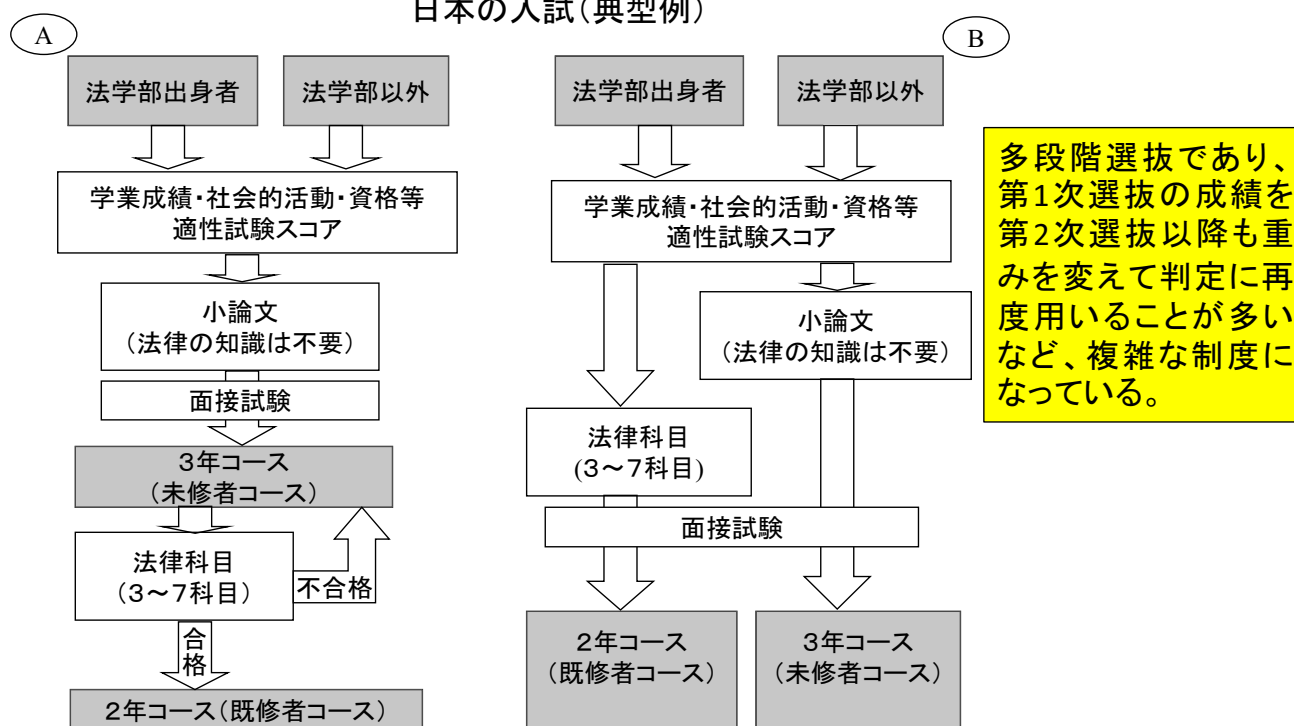 日本の入試（典型例）
A
法学部出身者
法学部以外
学業成績・社会的活動・資格等
適性試験スコア
小論文
（法律の知識は不要）
面接試験
３年コース
（未修者コース）
法律科目
（３～７科目）
不合格
合格
２年コース（既修者コース）
B
法学部出身者
法学部以外
学業成績・社会的活動・資格等
適性試験スコア
小論文
（法律の知識は不要）
法律科目
(３～７科目)
面接試験
２年コース
（既修者コース）
３年コース
（未修者コース）
多段階選抜であり、
第1次選抜の成績を
第2次選抜以降も重
みを変えて判定に再
度用いることが多い
など、複雑な制度に
なっている。